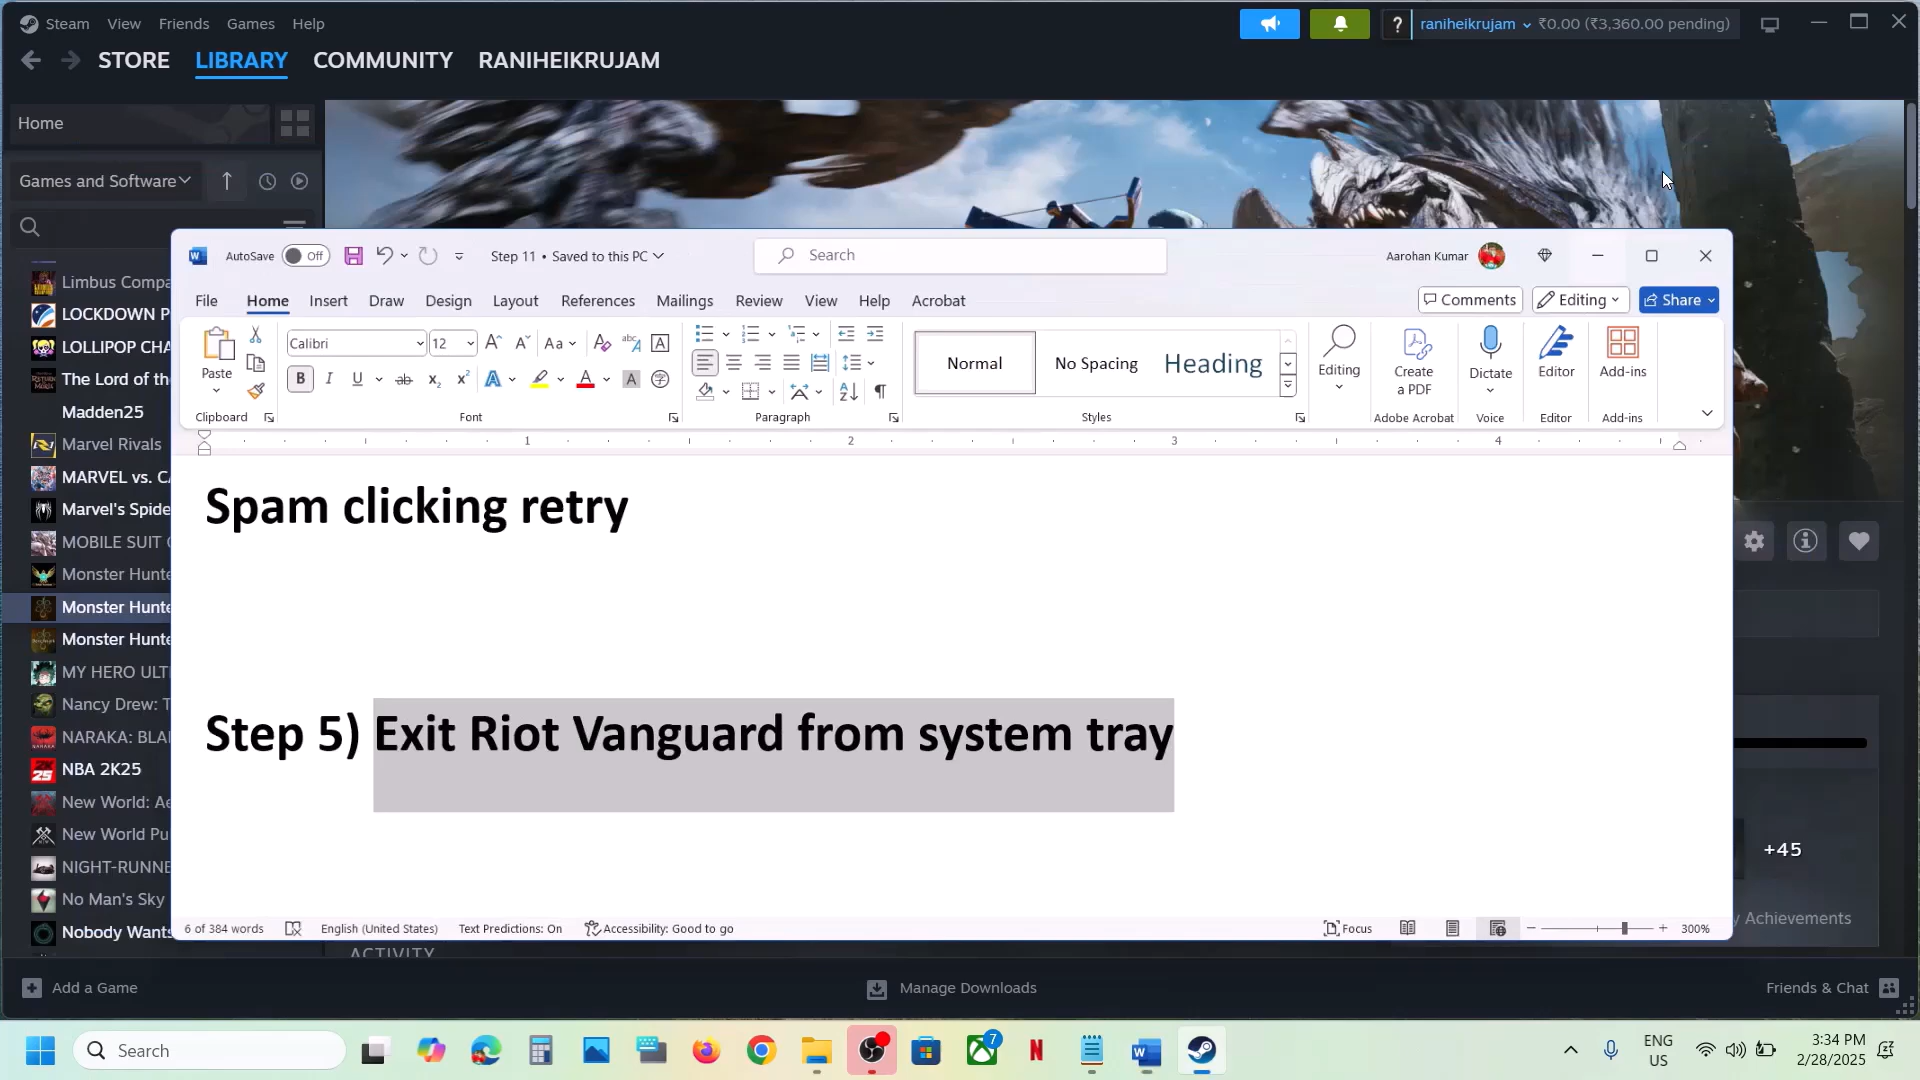 Steam View Friends Games Help
raniheikrujam ₹0.00 (₹3,360.00 pending)
STORE LIBRARY COMMUNITY RANIHEIKRUJAM
Home
Games and Software
Limbus Compa
LOCKDOWN P
LOLLIPOP CHA
The Lord of the
Madden25
Marvel Rivals
MARVEL vs. CA
Marvel's Spide
MOBILE SUIT
Monster Hunte
Monster Hunte
Monster Hunte
MY HERO ULT
Nancy Drew: T
NARAKA: BLA
NBA 2K25
New World: Ae
New World Pu
NIGHT-RUNNE
No Man's Sky
Nobody Wants
AutoSave Off Step 11 • Saved to this PC Search Aarohan Kumar
File Home Insert Draw Design Layout References Mailings Review View Help Acrobat Comments Editing Share
Paste Calibri 12 Normal No Spacing Heading Editing Create a PDF Dictate Editor Add-ins
Clipboard Font Paragraph Styles Adobe Acrobat Voice Editor Add-ins
1 2 3 4
Spam clicking retry
Step 5) Exit Riot Vanguard from system tray
6 of 384 words English (United States) Text Predictions: On Accessibility: Good to go Focus 300%
+45
y Achievements
ACTIVITY
Add a Game Manage Downloads Friends & Chat
Search 7 ENG US 3:34 PM 2/28/2025